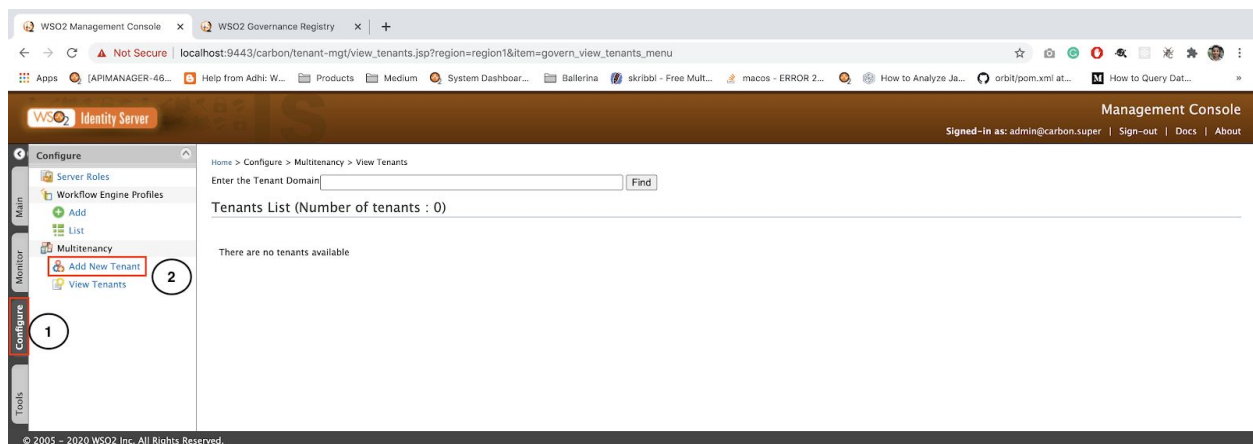 WSO2 Management Console
WSO2 Governance Registry
Not Secure | localhost:9443/carbon/tenant-mgt/view_tenants.jsp?region=region1&item=govern_view_tenants_menu
Apps
[APIMANAGER-46...
Help from Adhi: W...
Products
Medium
System Dashboar...
Ballerina
skribbl - Free Mult...
macos - ERROR 2...
How to Analyze Ja...
orbit/pom.xml at...
How to Query Dat...
»
WSO2 Identity Server
Management Console
Signed-in as: admin@carbon.super | Sign-out | Docs | About
Main
Monitor
Configure
Tools
Configure
Server Roles
Workflow Engine Profiles
Add
List
Multitenancy
Add New Tenant
View Tenants
1
2
Home > Configure > Multitenancy > View Tenants
Enter the Tenant Domain
Find
Tenants List (Number of tenants : 0)
There are no tenants available
© 2005 - 2020 WSO2 Inc. All Rights Reserved.